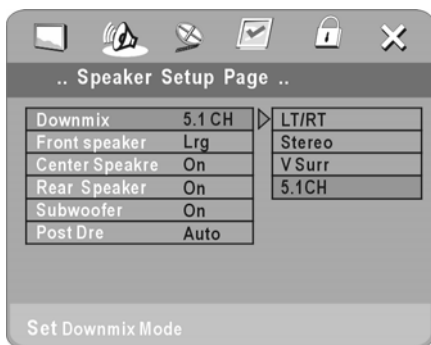 .. Speaker Setup Page ..
Downmix 5.1 CH LT/RT
Front speaker Lrg Stereo
Center Speakre On V Surr
Rear Speaker On 5.1CH
Subwoofer On
Post Dre Auto
Set Downmix Mode